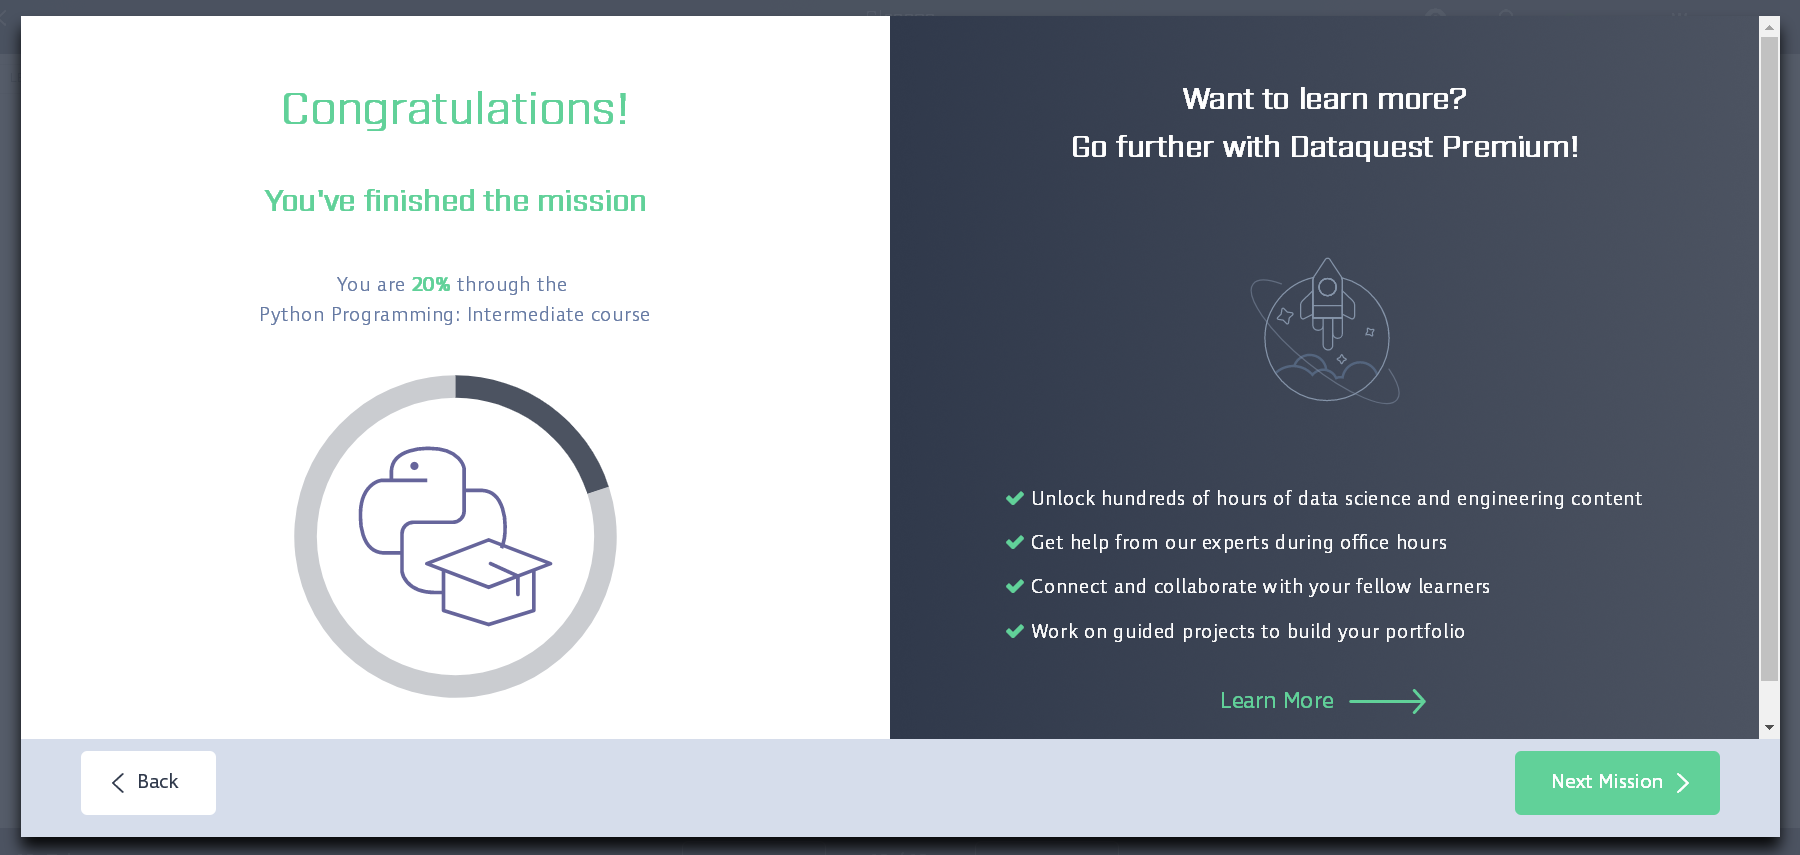 Congratulations!
You've finished the mission
You are 20% through the
Python Programming: Intermediate course
Want to learn more?
Go further with Dataquest Premium!
Unlock hundreds of hours of data science and engineering content
Get help from our experts during office hours
Connect and collaborate with your fellow learners
Work on guided projects to build your portfolio
Learn More
Back
Next Mission